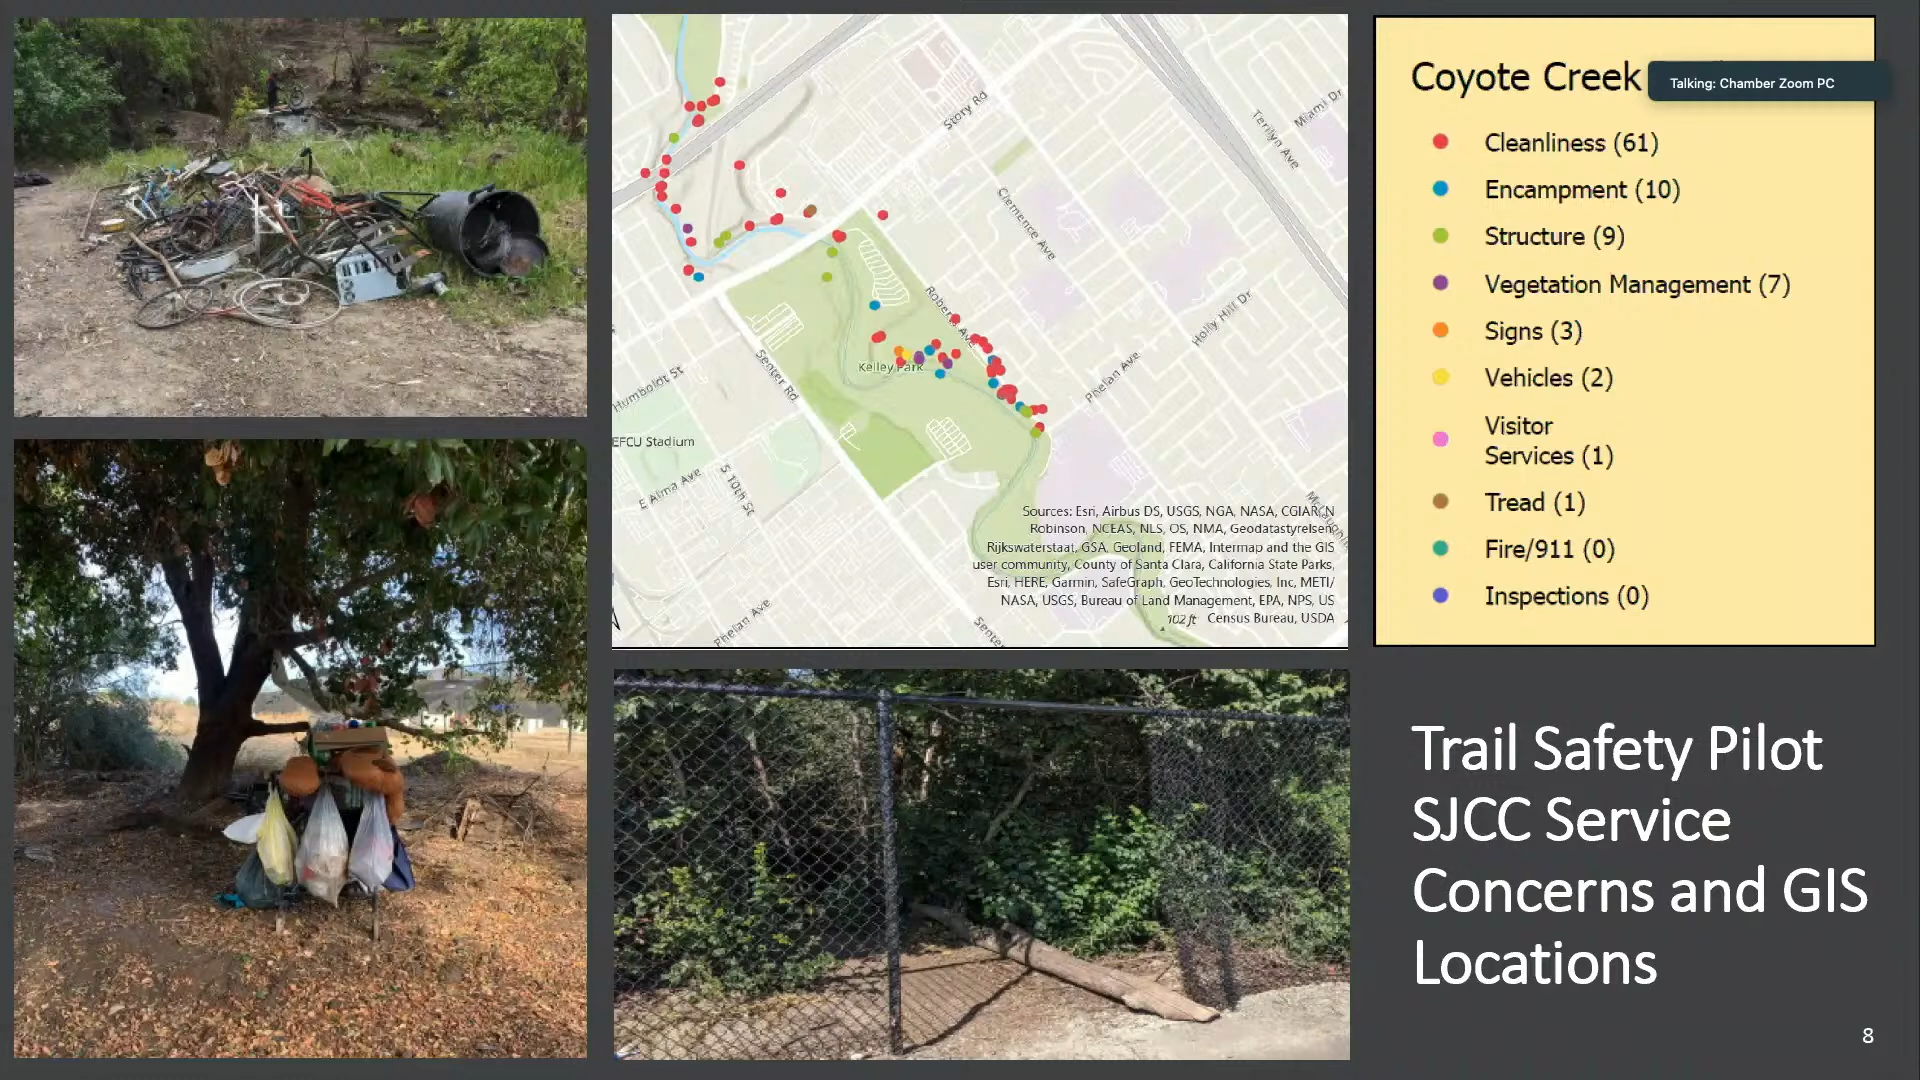 Story Rd
Miami Dr
Terilyn Ave
Clemence Ave
Roberts Ave
Holly Hill Dr
Kelley Park
Senter Rd
Phelan Ave
Humboldt St
EFCU Stadium
E Alma Ave
S 10th St
Phelan Ave
Sources: Esri, Airbus DS, USGS, NGA, NASA, CGIAR, N
Robinson, NCEAS, NLS, OS, NMA, Geodatastyrelsen,
Rijkswaterstaat, GSA, Geoland, FEMA, Intermap and the GIS
user community, County of Santa Clara, California State Parks,
Esri, HERE, Garmin, SafeGraph, GeoTechnologies, Inc, METI/
NASA, USGS, Bureau of Land Management, EPA, NPS, US
102 ft Census Bureau, USDA
Coyote Creek
Talking: Chamber Zoom PC
Cleanliness (61)
Encampment (10)
Structure (9)
Vegetation Management (7)
Signs (3)
Vehicles (2)
Visitor
Services (1)
Tread (1)
Fire/911 (0)
Inspections (0)
Trail Safety Pilot
SJCC Service
Concerns and GIS
Locations
8